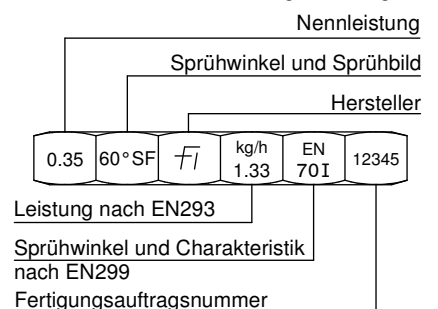 Nennleistung
Sprühwinkel und Sprühbild
Hersteller
0.35 60°SF FI kg/h 1.33 EN 70I 12345
Leistung nach EN293
Sprühwinkel und Charakteristik
nach EN299
Fertigungsauftragsnummer